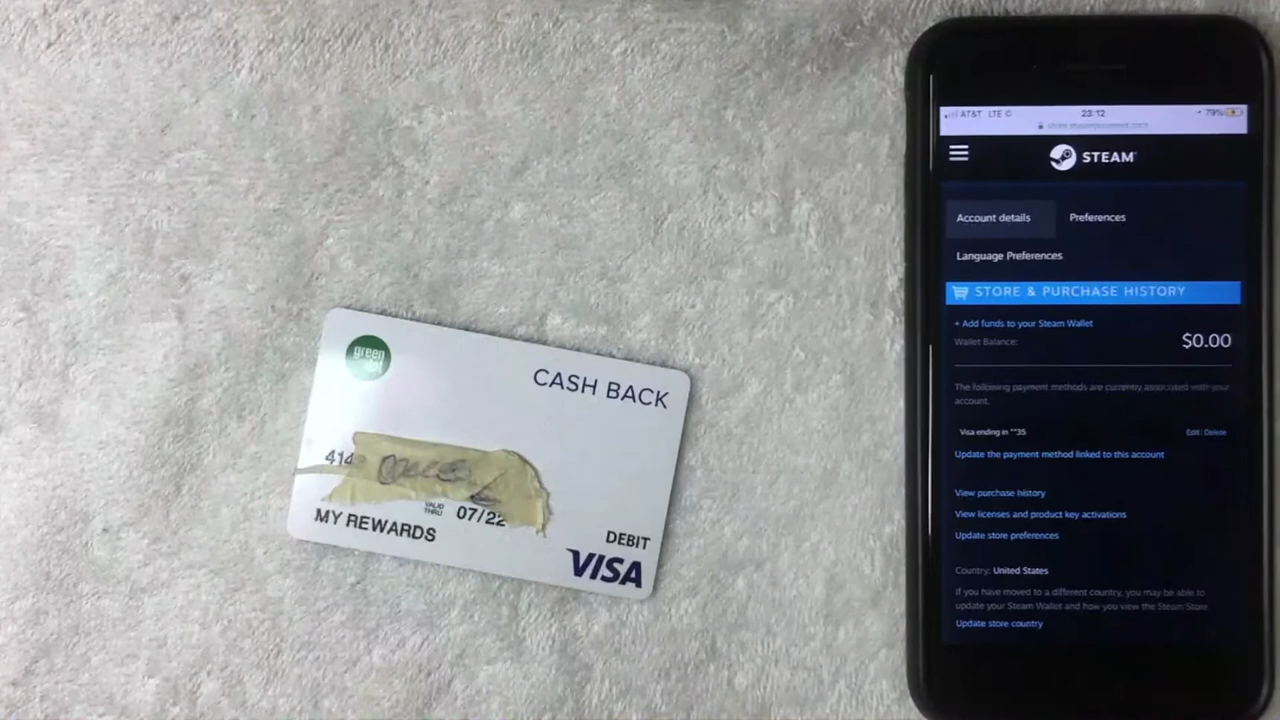 green
dot
CASH BACK
414
VALID
THRU
07/22
MY REWARDS
DEBIT
VISA
AT&T LTE
23:12
79%
STEAM
Account details
Preferences
Language Preferences
STORE & PURCHASE HISTORY
+ Add funds to your Steam Wallet
Wallet Balance:
$0.00
The following payment methods are currently associated with your
account.
Visa ending in **35
Edit | Delete
Update the payment method linked to this account
View purchase history
View licenses and product key activations
Update store preferences
Country: United States
If you have moved to a different country, you may be able to
update your Steam Wallet and how you view the Steam Store.
Update store country